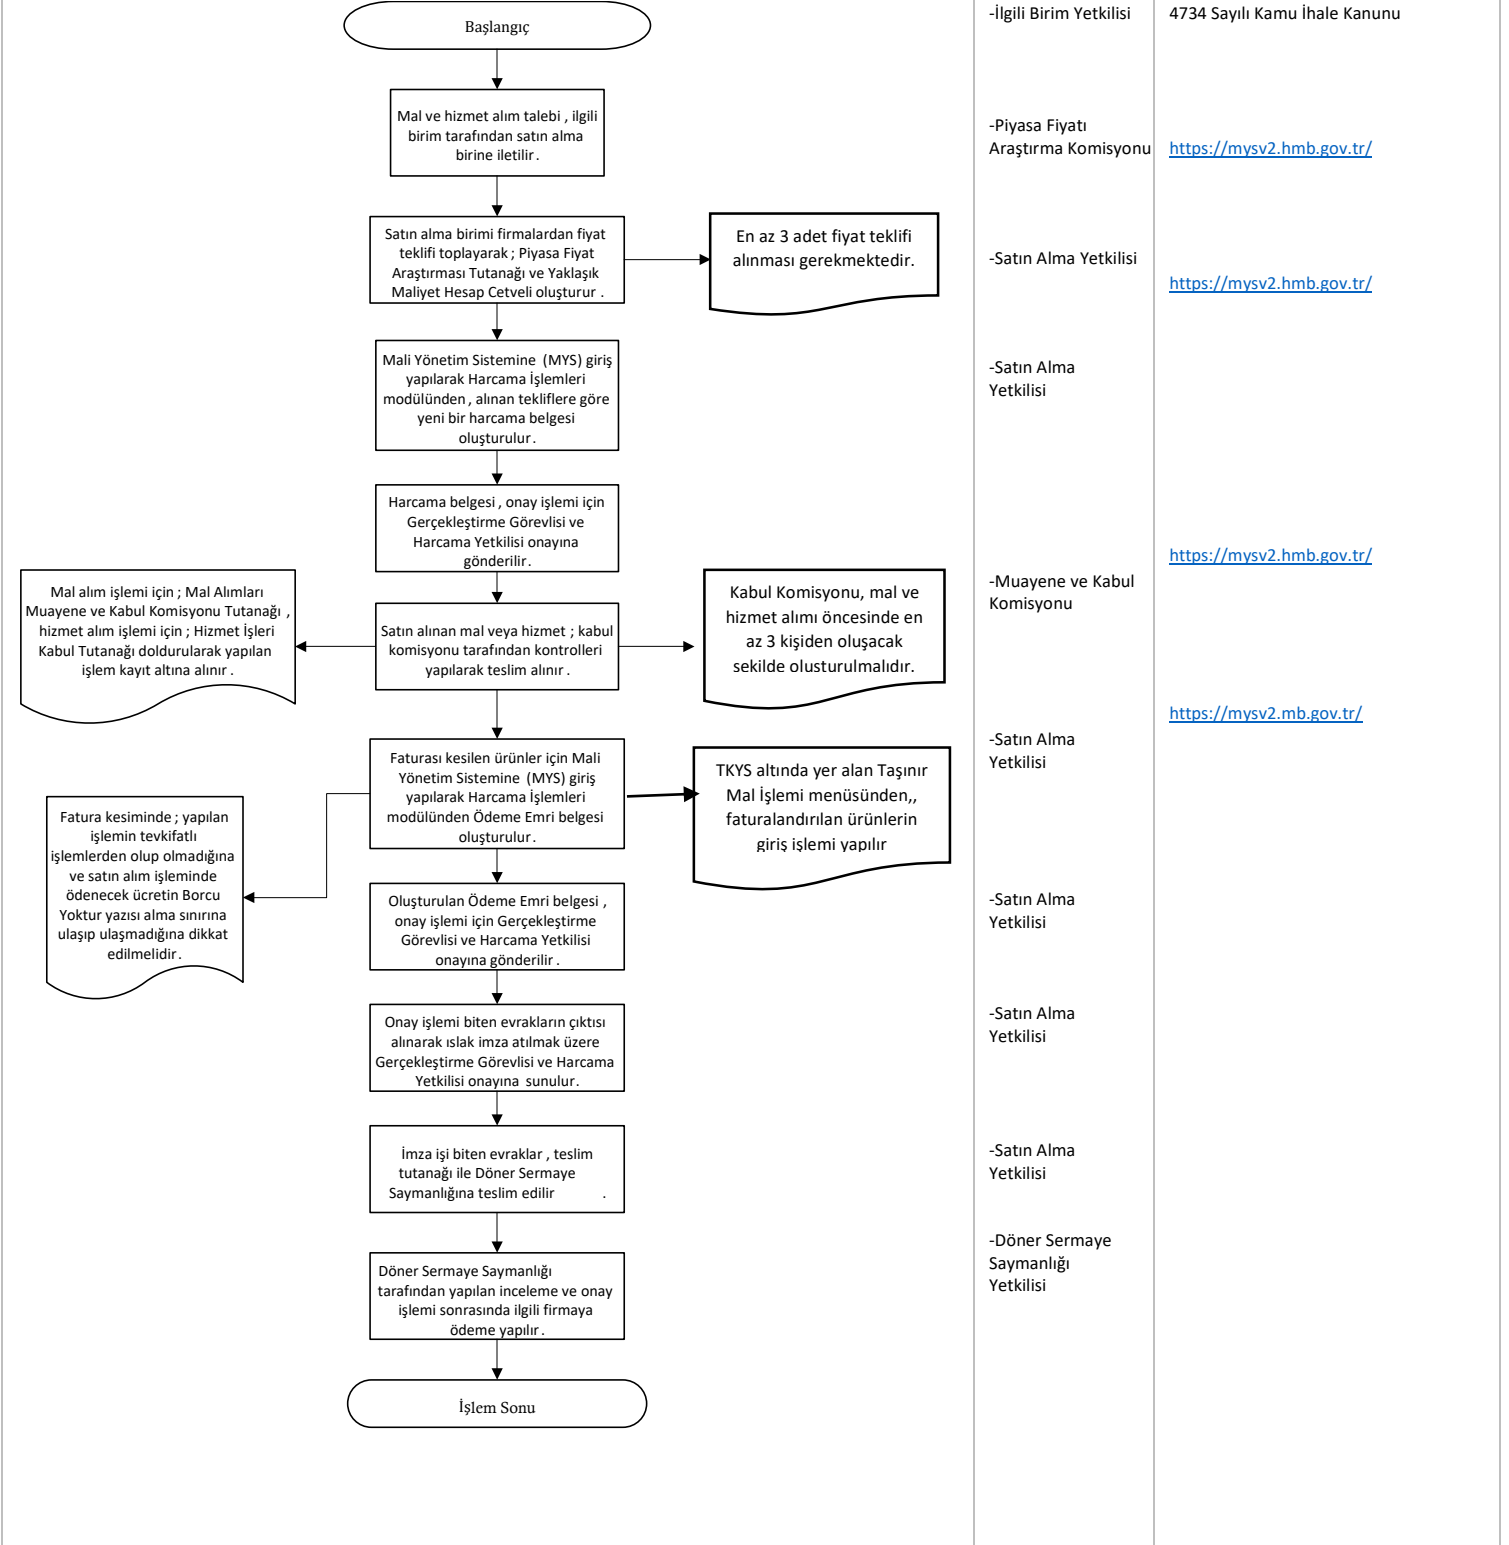 Başlangıç
Mal ve hizmet alım talebi , ilgili
birim tarafından satın alma
birine iletilir .
Satın alma birimi firmalardan fiyat
teklifi toplayarak ; Piyasa Fiyat
Araştırması Tutanağı ve Yaklaşık
Maliyet Hesap Cetveli oluşturur .
En az 3 adet fiyat teklifi
alınması gerekmektedir.
Mali Yönetim Sistemine (MYS) giriş
yapılarak Harcama İşlemleri
modülünden , alınan tekliflere göre
yeni bir harcama belgesi
oluşturulur .
Harcama belgesi , onay işlemi için
Gerçekleştirme Görevlisi ve
Harcama Yetkilisi onayına
gönderilir.
Mal alım işlemi için ; Mal Alımları
Muayene ve Kabul Komisyonu Tutanağı ,
hizmet alım işlemi için ; Hizmet İşleri
Kabul Tutanağı doldurularak yapılan
işlem kayıt altına alınır .
Satın alınan mal veya hizmet ; kabul
komisyonu tarafından kontrolleri
yapılarak teslim alınır .
Kabul Komisyonu, mal ve
hizmet alımı öncesinde en
az 3 kişiden oluşacak
sekilde olusturulmalıdır.
Faturası kesilen ürünler için Mali
Yönetim Sistemine (MYS) giriş
yapılarak Harcama İşlemleri
modülünden Ödeme Emri belgesi
oluşturulur.
TKYS altında yer alan Taşınır
Mal İşlemi menüsünden,,
faturalandırılan ürünlerin
giriş işlemi yapılır
Fatura kesiminde ; yapılan
işlemin tevkifatlı
işlemlerden olup olmadığına
ve satın alım işleminde
ödenecek ücretin Borcu
Yoktur yazısı alma sınırına
ulaşıp ulaşmadığına dikkat
edilmelidir .
Oluşturulan Ödeme Emri belgesi ,
onay işlemi için Gerçekleştirme
Görevlisi ve Harcama Yetkilisi
onayına gönderilir .
Onay işlemi biten evrakların çıktısı
alınarak ıslak imza atılmak üzere
Gerçekleştirme Görevlisi ve Harcama
Yetkilisi onayına sunulur.
İmza işi biten evraklar , teslim
tutanağı ile Döner Sermaye
Saymanlığına teslim edilir .
Döner Sermaye Saymanlığı
tarafından yapılan inceleme ve onay
işlemi sonrasında ilgili firmaya
ödeme yapılır .
İşlem Sonu
-İlgili Birim Yetkilisi
-Piyasa Fiyatı
Araştırma Komisyonu
-Satın Alma Yetkilisi
-Satın Alma
Yetkilisi
-Muayene ve Kabul
Komisyonu
-Satın Alma
Yetkilisi
-Satın Alma
Yetkilisi
-Satın Alma
Yetkilisi
-Satın Alma
Yetkilisi
-Döner Sermaye
Saymanlığı
Yetkilisi
4734 Sayılı Kamu İhale Kanunu
https://mysv2.hmb.gov.tr/
https://mysv2.hmb.gov.tr/
https://mysv2.hmb.gov.tr/
https://mysv2.mb.gov.tr/